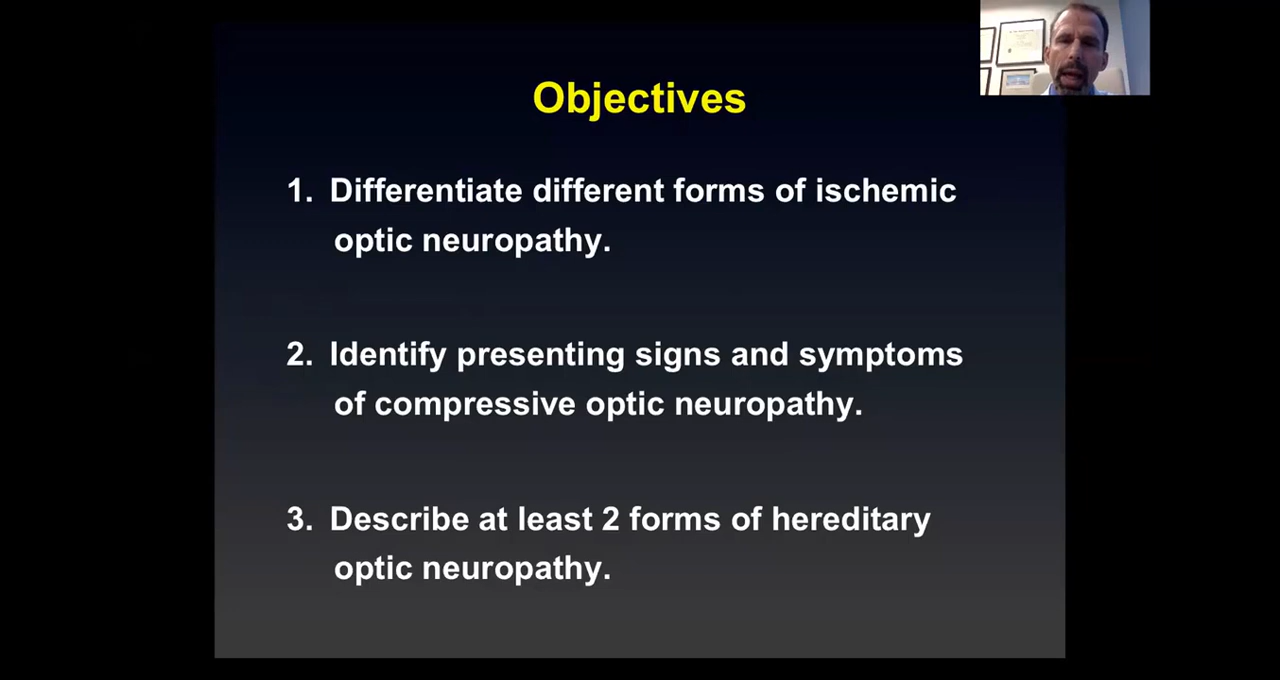 Objectives
1. Differentiate different forms of ischemic
optic neuropathy.
2. Identify presenting signs and symptoms
of compressive optic neuropathy.
3. Describe at least 2 forms of hereditary
optic neuropathy.